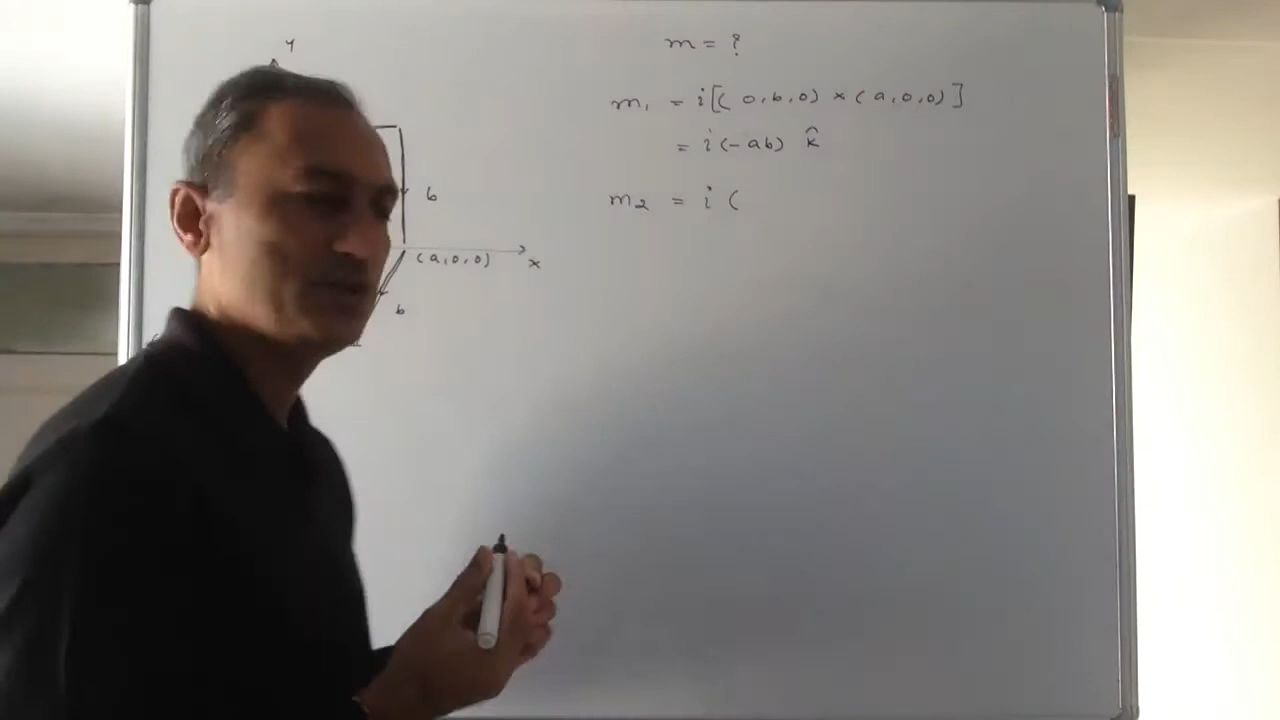 y
m = ?
m₁ = i[( 0,b,0) × (a,0,0)]
= i(-ab) k̂
b
m₂ = i (
(a,0,0)
x
b